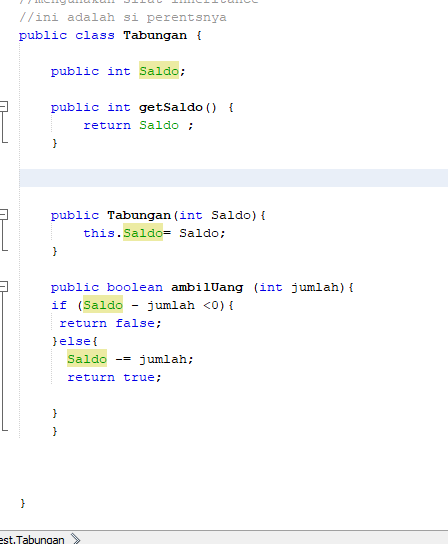 //mengunakan sifat inheritance
//ini adalah si perentsnya
public class Tabungan {
public int Saldo;
public int getSaldo() {
return Saldo ;
}
public Tabungan(int Saldo){
this.Saldo= Saldo;
}
public boolean ambilUang (int jumlah){
if (Saldo - jumlah <0){
return false;
}else{
Saldo -= jumlah;
return true;
}
}
}
est.Tabungan